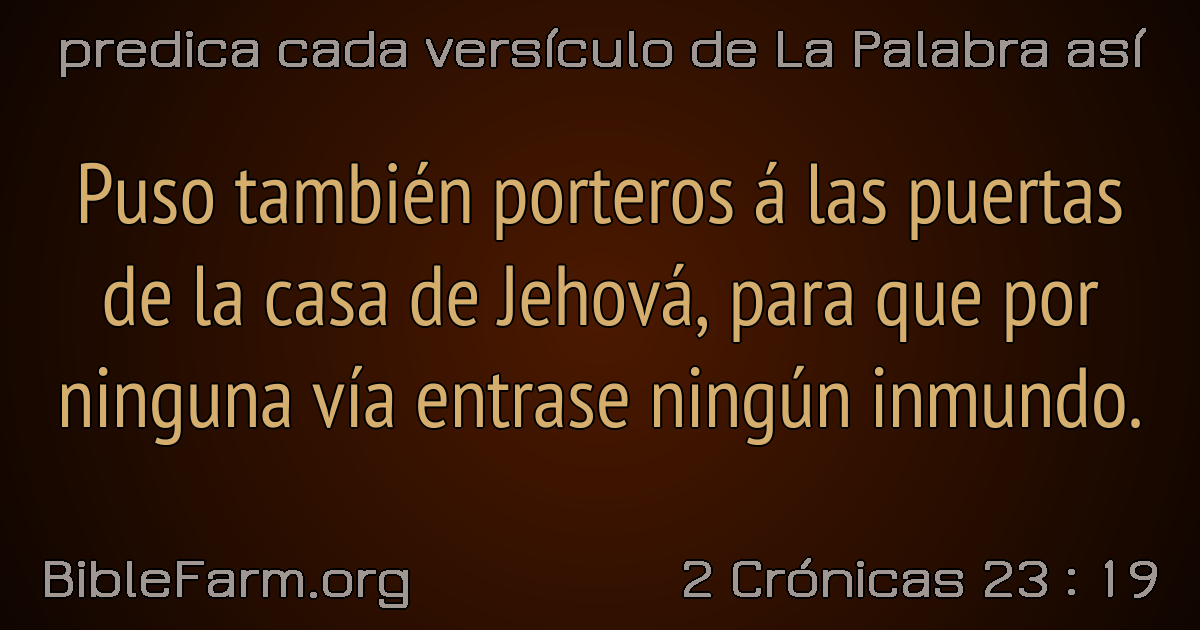 predica cada versículo de La Palabra así
Puso también porteros á las puertas
de la casa de Jehová, para que por
ninguna vía entrase ningún inmundo.
BibleFarm.org
2 Crónicas 23 : 19